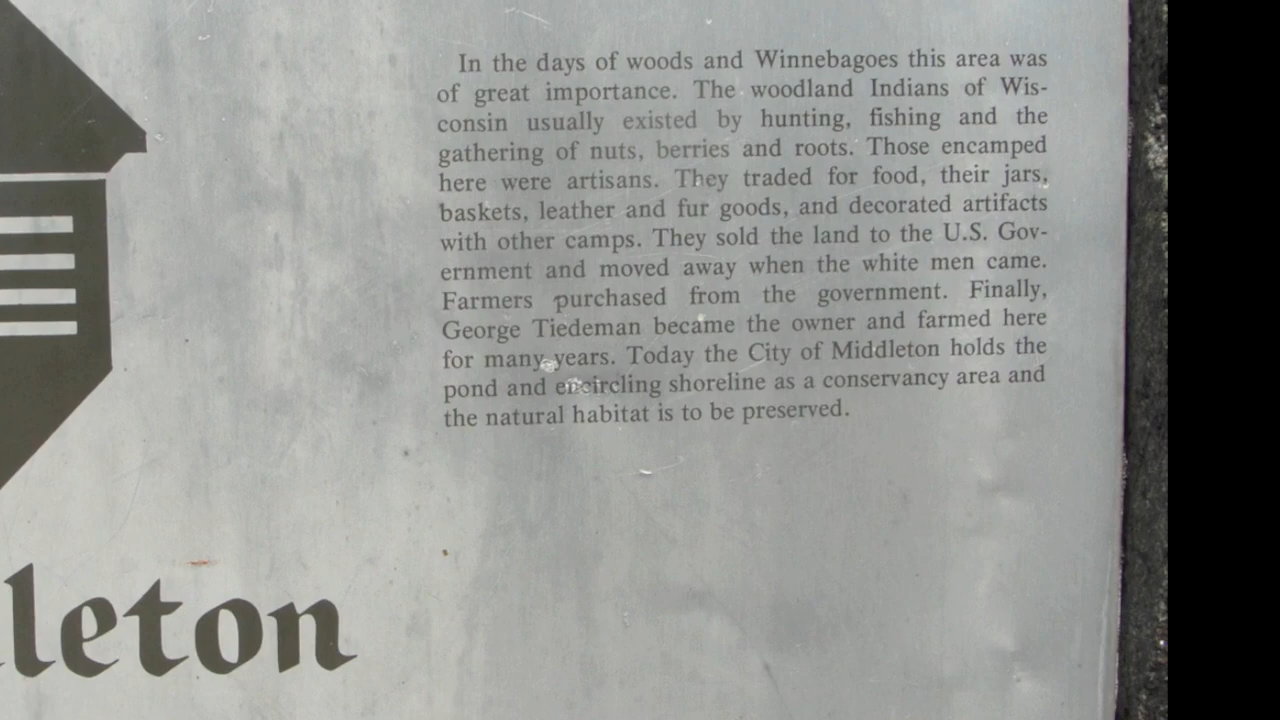 In the days of woods and Winnebagoes this area was
of great importance. The woodland Indians of Wis-
consin usually existed by hunting, fishing and the
gathering of nuts, berries and roots. Those encamped
here were artisans. They traded for food, their jars,
baskets, leather and fur goods, and decorated artifacts
with other camps. They sold the land to the U.S. Gov-
ernment and moved away when the white men came.
Farmers purchased from the government. Finally,
George Tiedeman became the owner and farmed here
for many years. Today the City of Middleton holds the
pond and encircling shoreline as a conservancy area and
the natural habitat is to be preserved.
leton